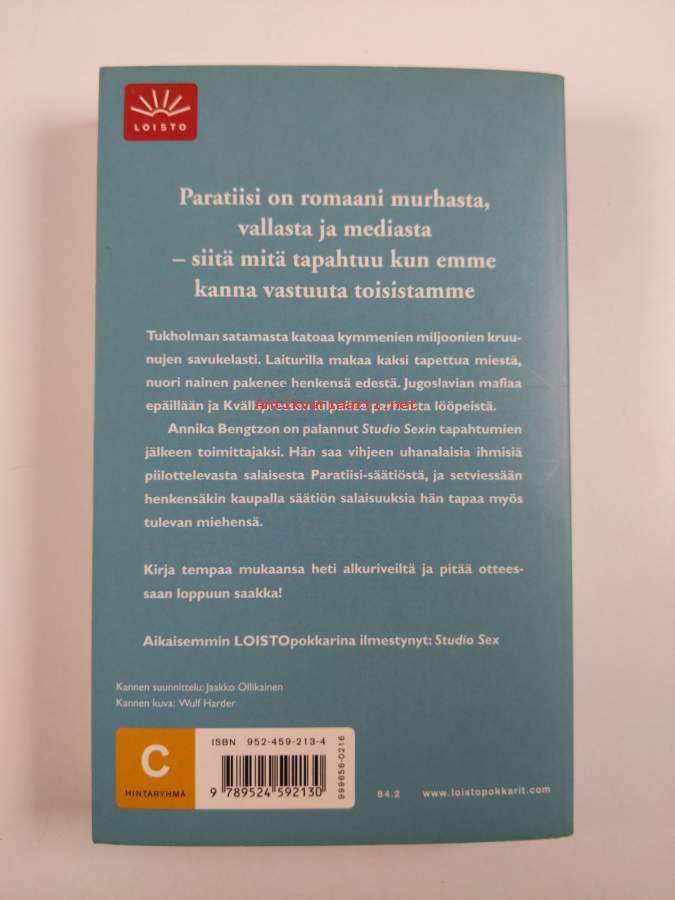 LOISTO
Paratiisi on romaani murhasta,
vallasta ja mediasta
– siitä mitä tapahtuu kun emme
kanna vastuuta toisistamme
Tukholman satamasta katoaa kymmenien miljoonien kruu-
nujen savukelasti. Laiturilla makaa kaksi tapettua miestä,
nuori nainen pakenee henkensä edestä. Jugoslavian mafiaa
epäillään ja
parhaista lööpeistä.
Antikvariaatti.net
Annika Bengtzon on palannut Studio Sexin tapahtumien
jälkeen toimittajaksi. Hän saa vihjeen uhanalaisia ihmisiä
piilottelevasta salaisesta Paratiisi-säätiöstä, ja setviessään
henkensäkin kaupalla säätiön salaisuuksia hän tapaa myös
tulevan miehensä.
Kirja tempaa mukaansa heti alkuriveiltä ja pitää ottees-
saan loppuun saakka!
Aikaisemmin LOISTOpokkarina ilmestynyt: Studio Sex
Kannen suunnittelu: Jaakko Ollikainen
Kannen kuva: Wulf Harder
C
HINTARYHMÄ
ISBN 952-459-213-4
9 789524 592130
999656-0216
84.2 www.loistopokkarit.com